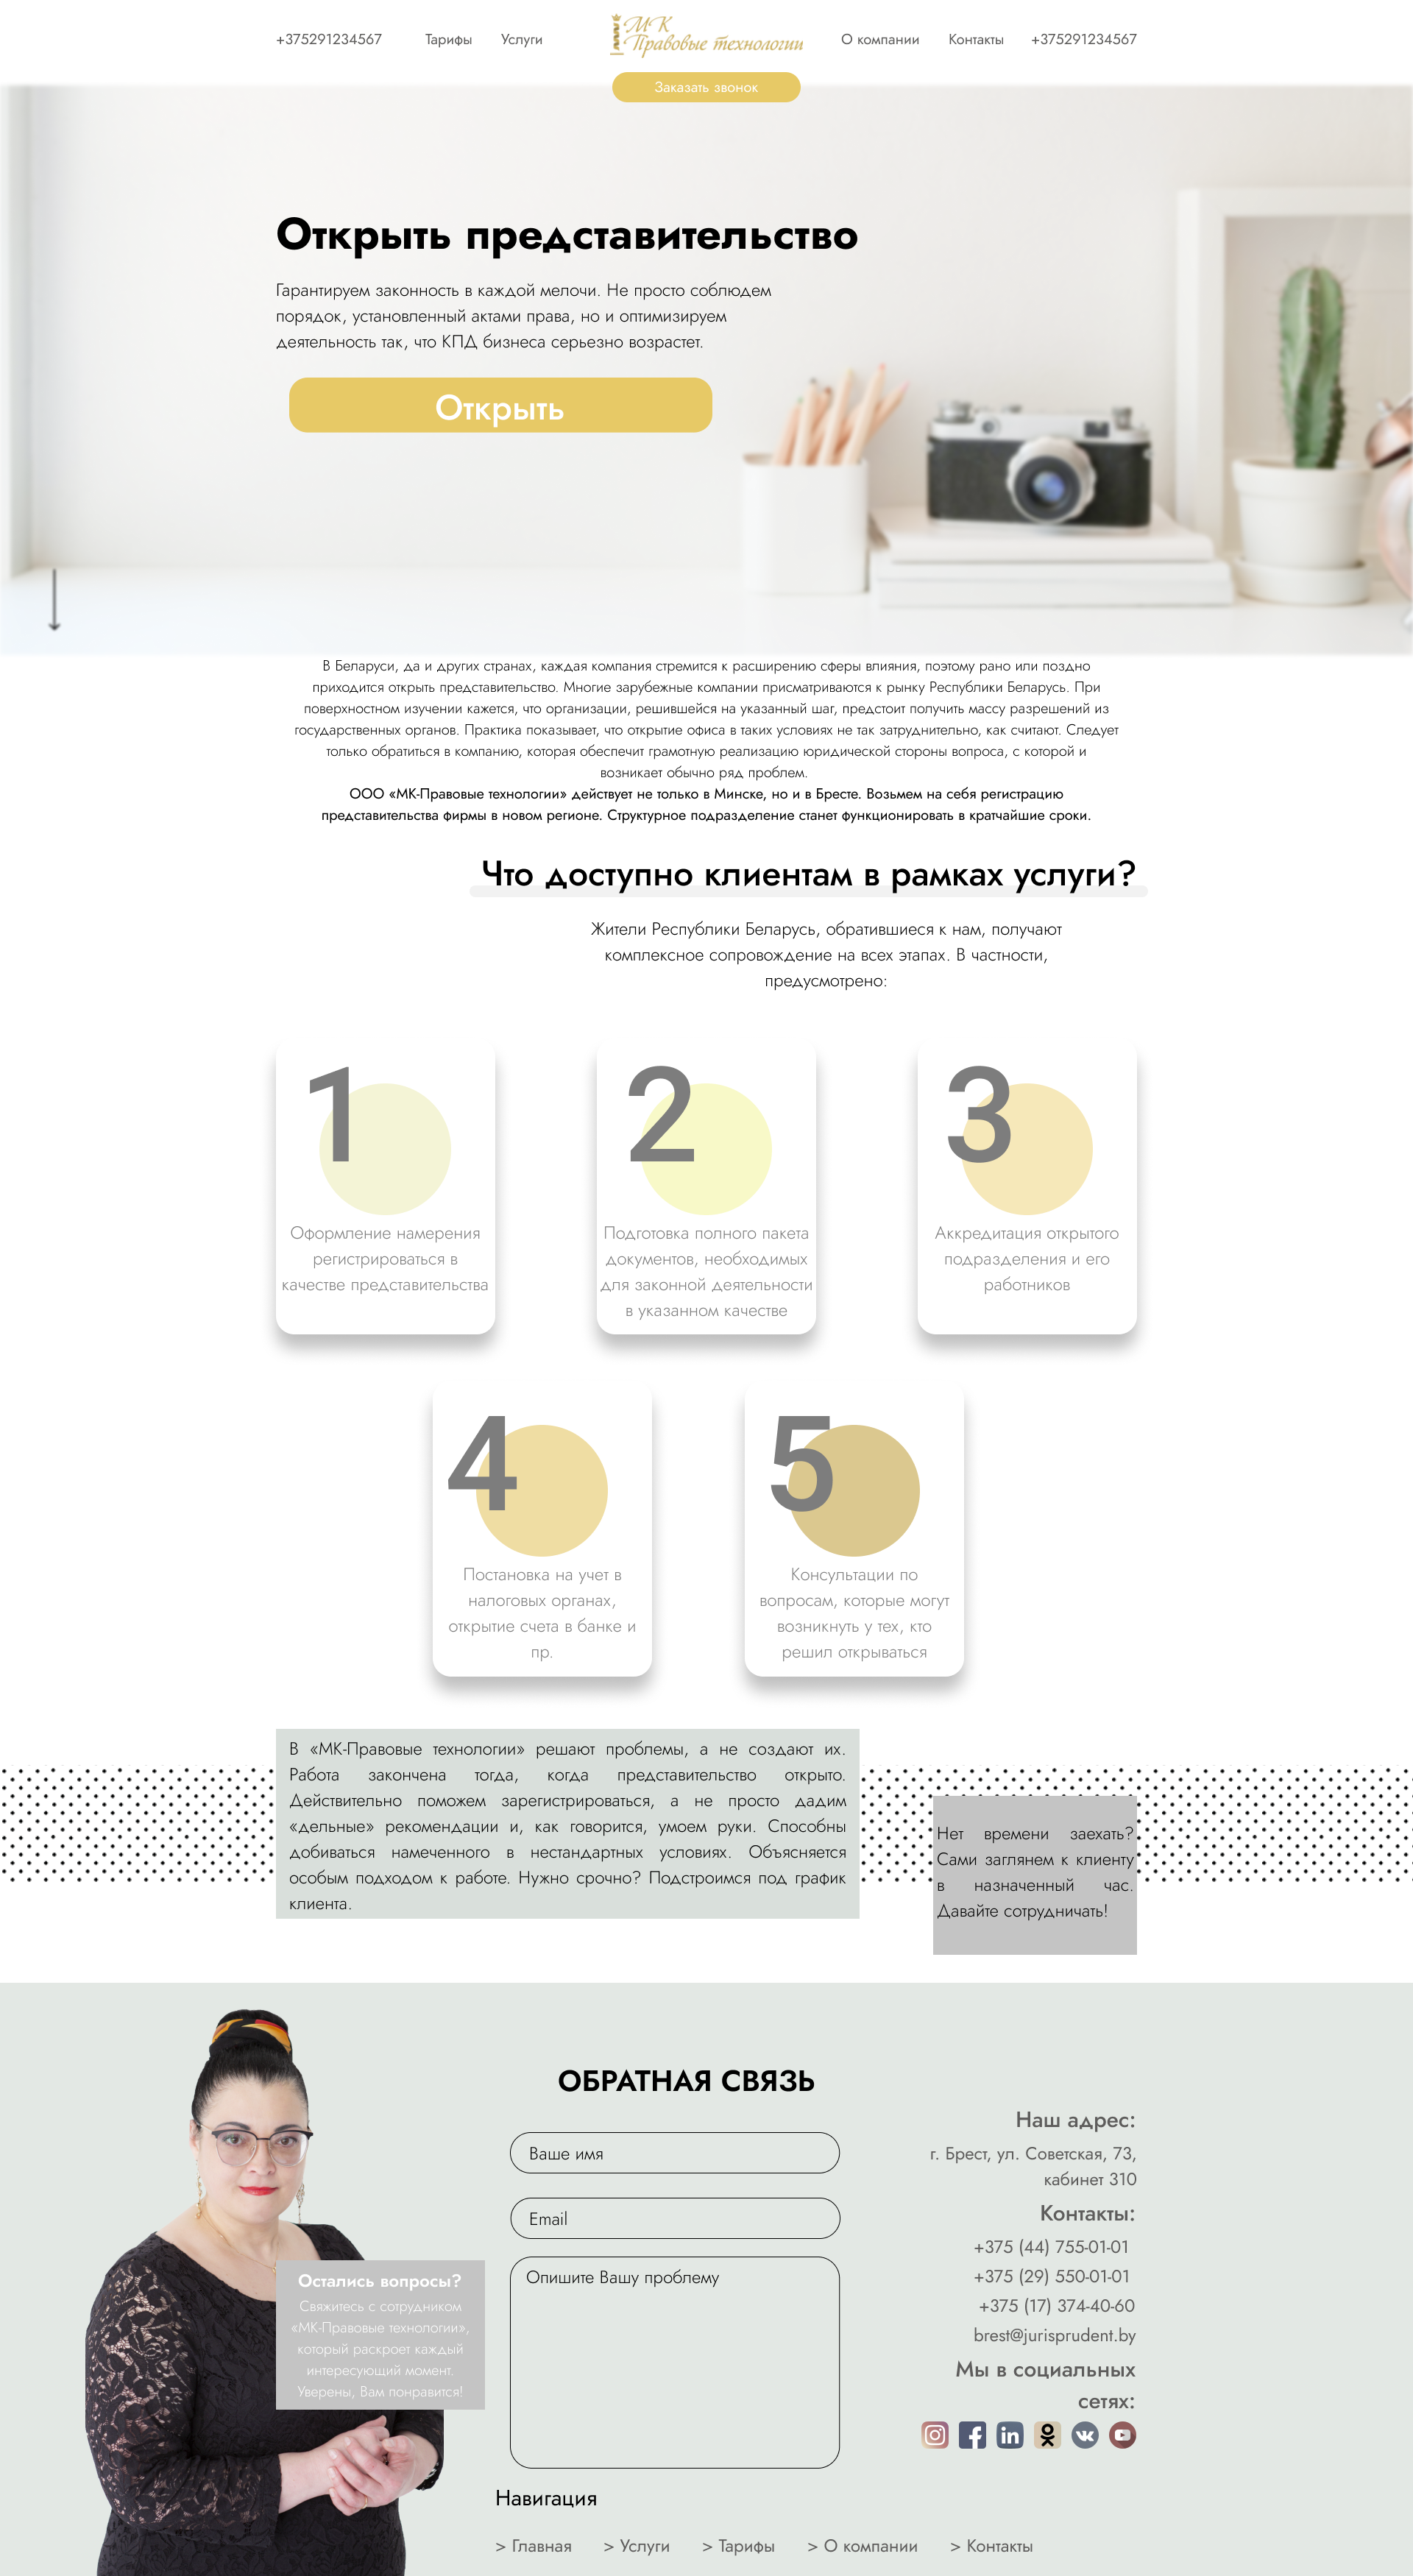 +375291234567 Тарифы Услуги
МК
Правовые технологии
О компании Контакты +375291234567
Заказать звонок
Открыть представительство
Гарантируем законность в каждой мелочи. Не просто соблюдем
порядок, установленный актами права, но и оптимизируем
деятельность так, что КПД бизнеса серьезно возрастет.
Открыть
В Беларуси, да и других странах, каждая компания стремится к расширению сферы влияния, поэтому рано или поздно
приходится открыть представительство. Многие зарубежные компании присматриваются к рынку Республики Беларусь. При
поверхностном изучении кажется, что организации, решившейся на указанный шаг, предстоит получить массу разрешений из
государственных органов. Практика показывает, что открытие офиса в таких условиях не так затруднительно, как считают. Следует
только обратиться в компанию, которая обеспечит грамотную реализацию юридической стороны вопроса, с которой и
возникает обычно ряд проблем.
ООО «МК-Правовые технологии» действует не только в Минске, но и в Бресте. Возьмем на себя регистрацию
представительства фирмы в новом регионе. Структурное подразделение станет функционировать в кратчайшие сроки.
Что доступно клиентам в рамках услуги?
Жители Республики Беларусь, обратившиеся к нам, получают
комплексное сопровождение на всех этапах. В частности,
предусмотрено:
1
Оформление намерения
регистрироваться в
качестве представительства
2
Подготовка полного пакета
документов, необходимых
для законной деятельности
в указанном качестве
3
Аккредитация открытого
подразделения и его
работников
4
Постановка на учет в
налоговых органах,
открытие счета в банке и
пр.
5
Консультации по
вопросам, которые могут
возникнуть у тех, кто
решил открываться
В «МК-Правовые технологии» решают проблемы, а не создают их.
Работа закончена тогда, когда представительство открыто.
Действительно поможем зарегистрироваться, а не просто дадим
«дельные» рекомендации и, как говорится, умоем руки. Способны
добиваться намеченного в нестандартных условиях. Объясняется
особым подходом к работе. Нужно срочно? Подстроимся под график
клиента.
Нет времени заехать?
Сами заглянем к клиенту
в назначенный час.
Давайте сотрудничать!
Остались вопросы?
Свяжитесь с сотрудником
«МК-Правовые технологии»,
который раскроет каждый
интересующий момент.
Уверены, Вам понравится!
ОБРАТНАЯ СВЯЗЬ
Ваше имя
Email
Опишите Вашу проблему
Наш адрес:
г. Брест, ул. Советская, 73,
кабинет 310
Контакты:
+375 (44) 755-01-01
+375 (29) 550-01-01
+375 (17) 374-40-60
brest@jurisprudent.by
Мы в социальных
сетях:
Навигация
> Главная > Услуги > Тарифы > О компании > Контакты